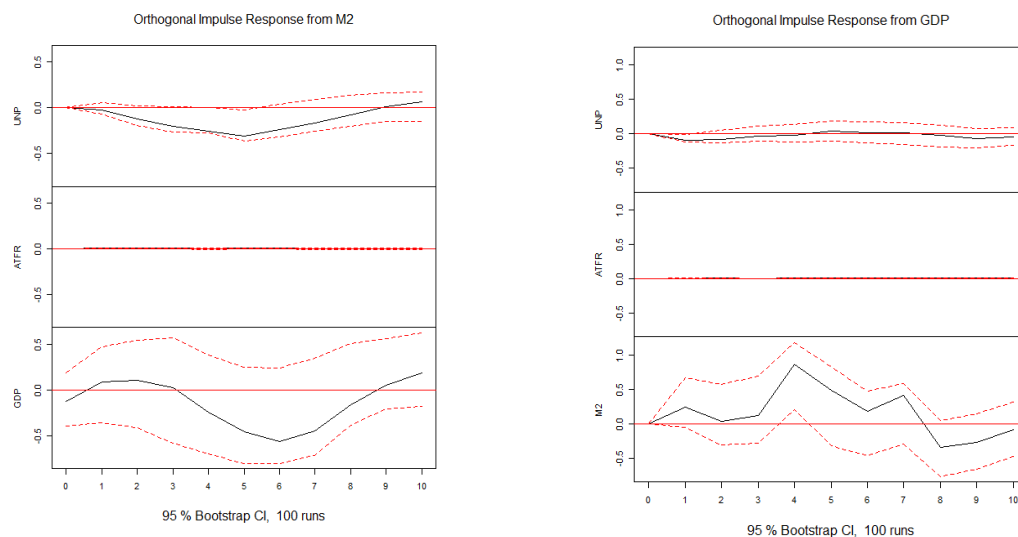 Orthogonal Impulse Response from M2
UNP
0.5
0.0
-0.5
ATFR
0.5
0.0
-0.5
GDP
0.5
0.0
-0.5
0 1 2 3 4 5 6 7 8 9 10
95 % Bootstrap CI, 100 runs
Orthogonal Impulse Response from GDP
UNP
1.0
0.5
0.0
-0.5
ATFR
1.0
0.5
0.0
-0.5
M2
1.0
0.5
0.0
-0.5
0 1 2 3 4 5 6 7 8 9 10
95 % Bootstrap CI, 100 runs